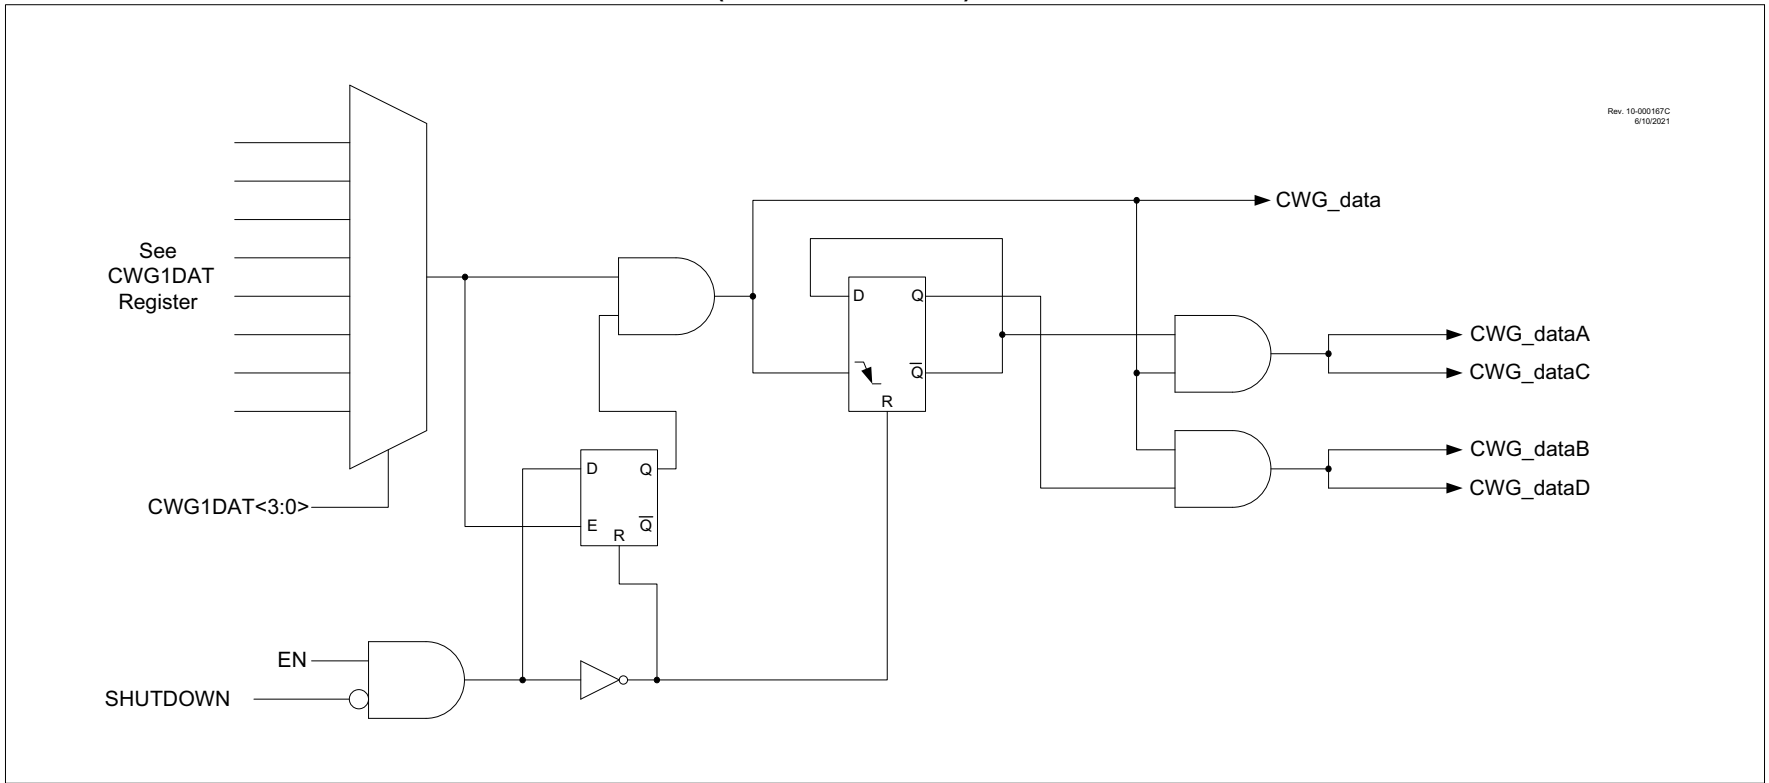 Rev. 10-000167C
6/10/2021
CWG_data
See
CWG1DAT
Register
D Q
Q
R
CWG_dataA
CWG_dataC
CWG_dataB
CWG_dataD
D Q
E Q
R
CWG1DAT<3:0>
EN
SHUTDOWN